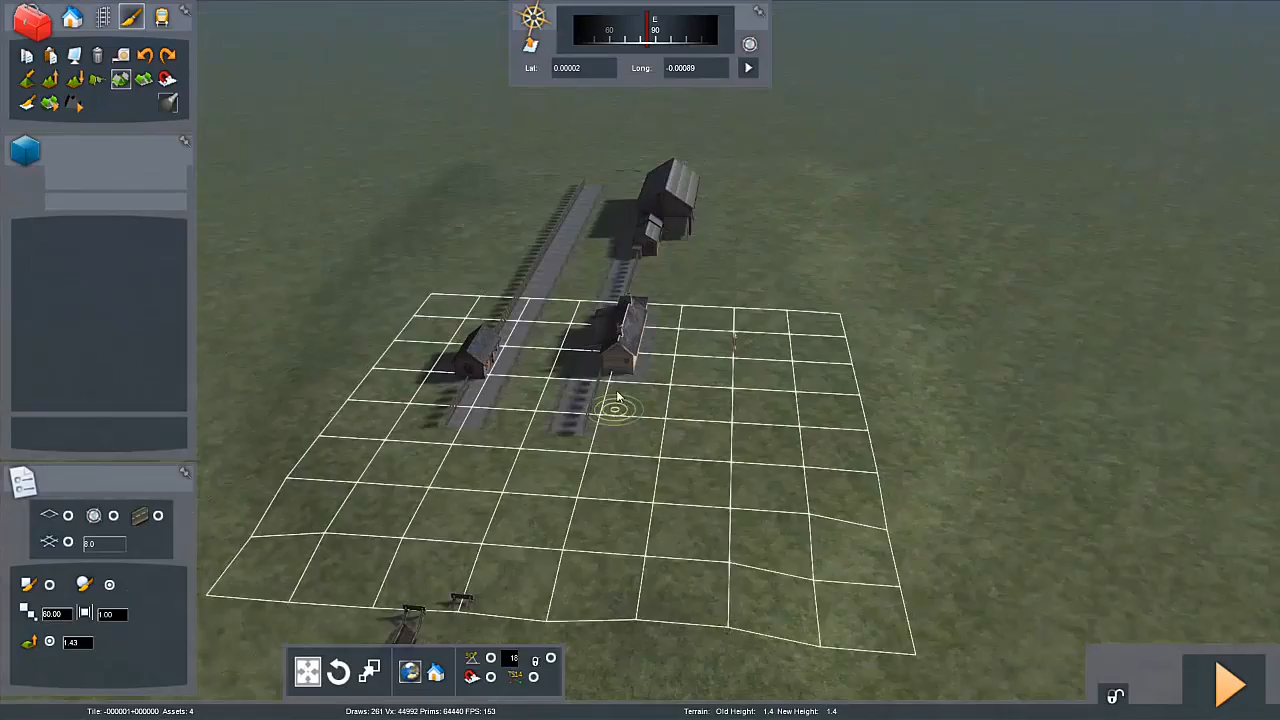 E
60 90
Lat: 0.00002 Long: -0.00089
8.0
60.00 1.00
1.43
18
TS14
Tile: -000001+000000 Assets: 4 Draws: 261 Vx: 44992 Prims: 64440 FPS: 153 Terrain: Old Height: 1.4 New Height: 1.4